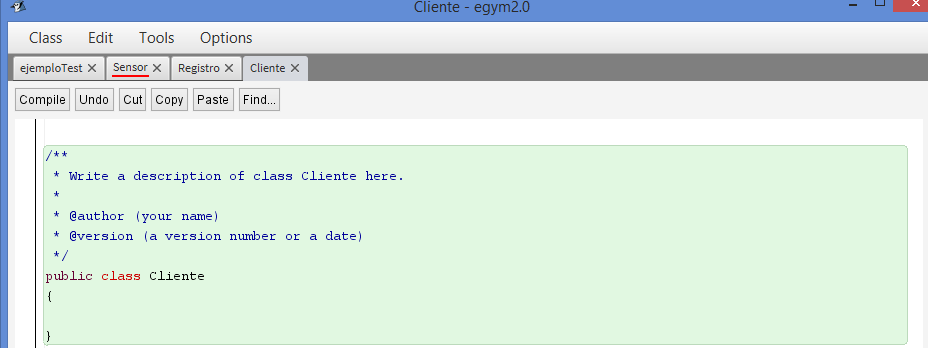 Cliente - egym2.0
Class Edit Tools Options
ejemploTest Sensor Registro Cliente
Compile Undo Cut Copy Paste Find...
/**
 * Write a description of class Cliente here.
 *
 * @author (your name)
 * @version (a version number or a date)
 */
public class Cliente
{
}